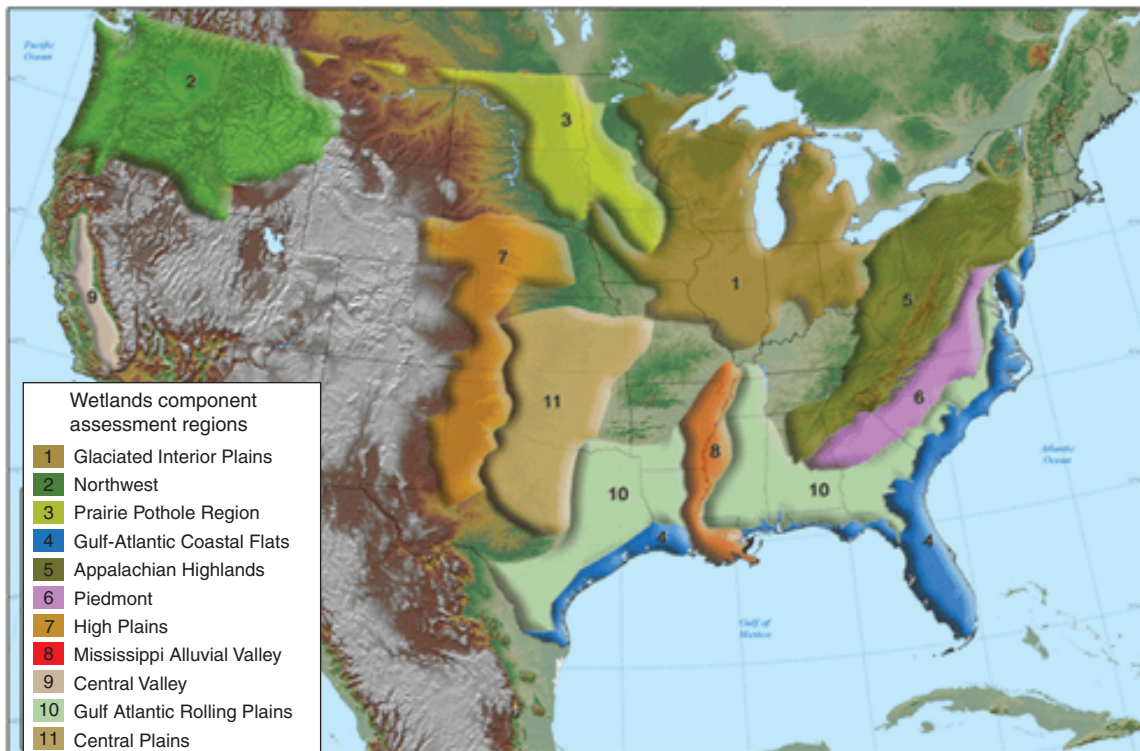 Pacific
Ocean
2
3
7
1
9
5
11
6
8
10
10
4
4
Atlantic
Ocean
Gulf of
Mexico
Wetlands component
assessment regions
1 Glaciated Interior Plains
2 Northwest
3 Prairie Pothole Region
4 Gulf-Atlantic Coastal Flats
5 Appalachian Highlands
6 Piedmont
7 High Plains
8 Mississippi Alluvial Valley
9 Central Valley
10 Gulf Atlantic Rolling Plains
11 Central Plains